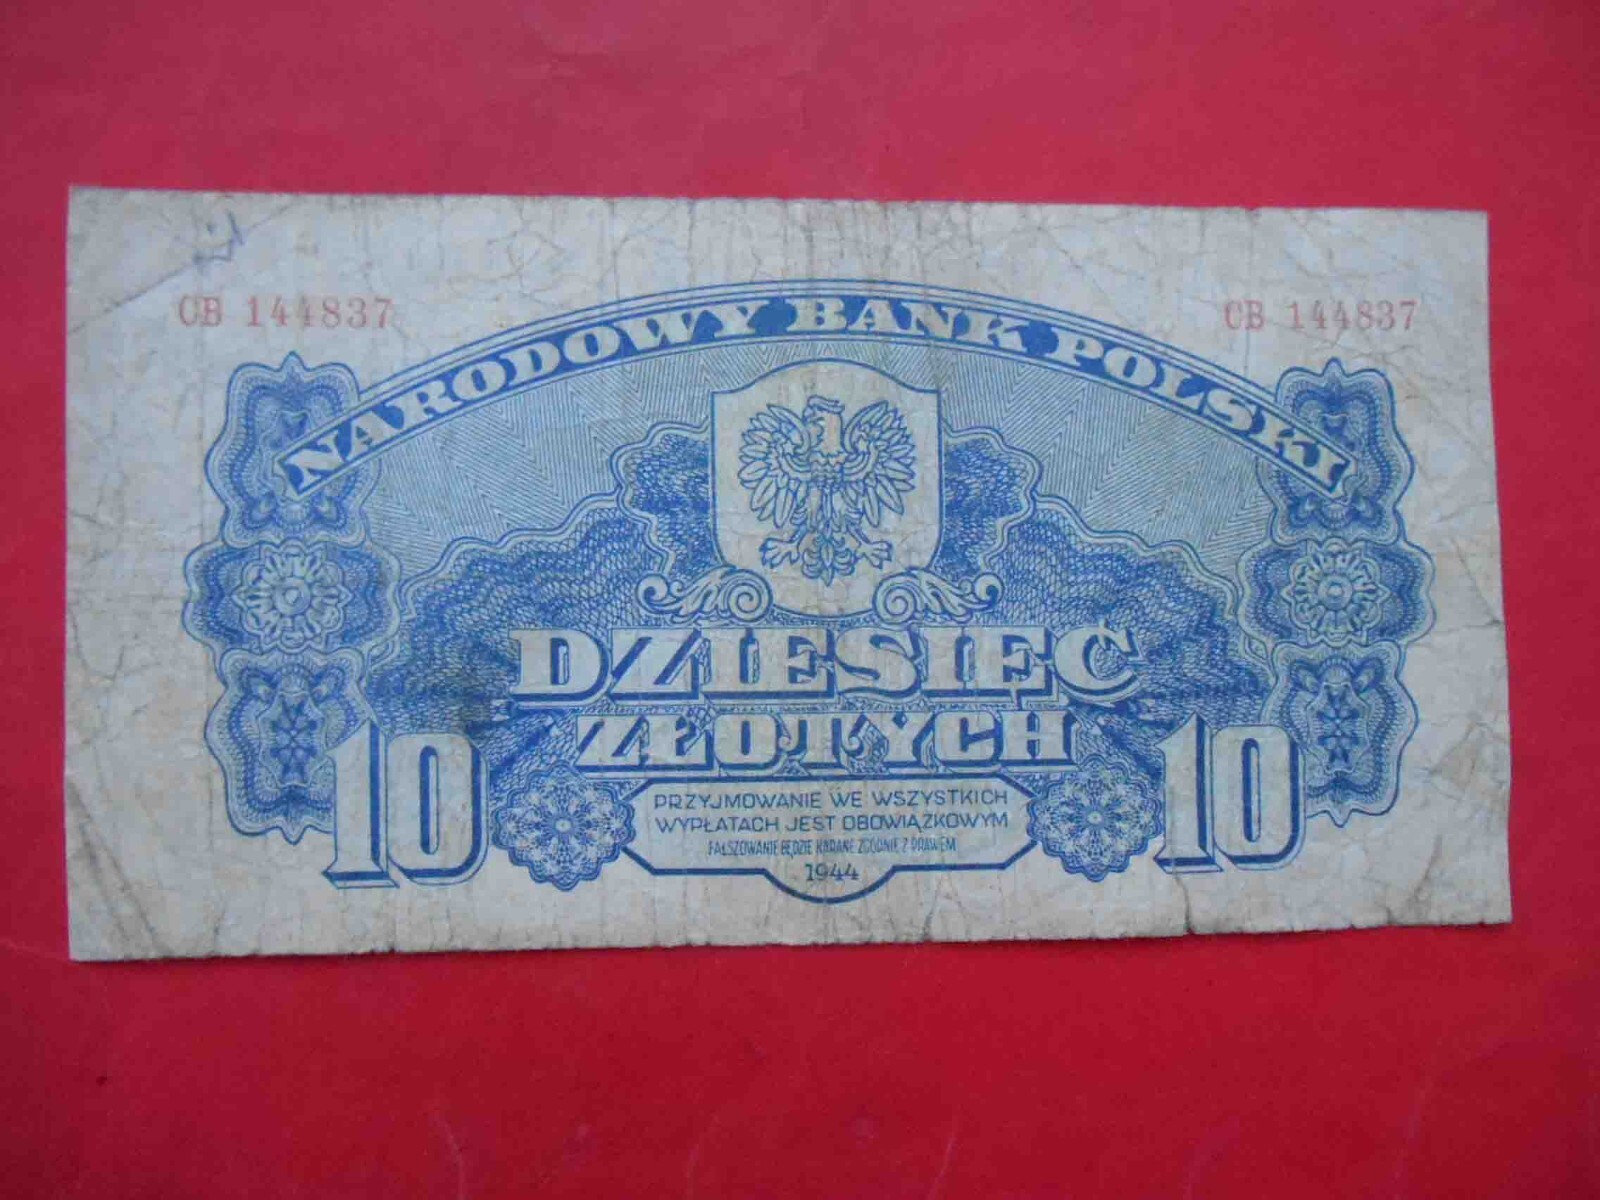 CB 144837
CB 144837
NARODOWY BANK POLSKI
DZIESIĘĆ
ZŁOTYCH
10
10
PRZYJMOWANIE WE WSZYSTKICH
WYPŁATACH JEST OBOWIĄZKOWYM
FAŁSZOWANIE BĘDZIE KARANE ZGODNIE Z PRAWEM
1944